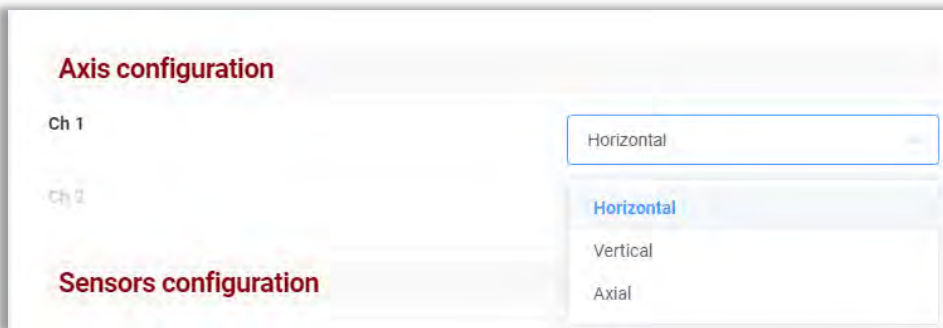 Axis configuration
Ch 1
Horizontal
Ch 2
Horizontal
Vertical
Axial
Sensors configuration